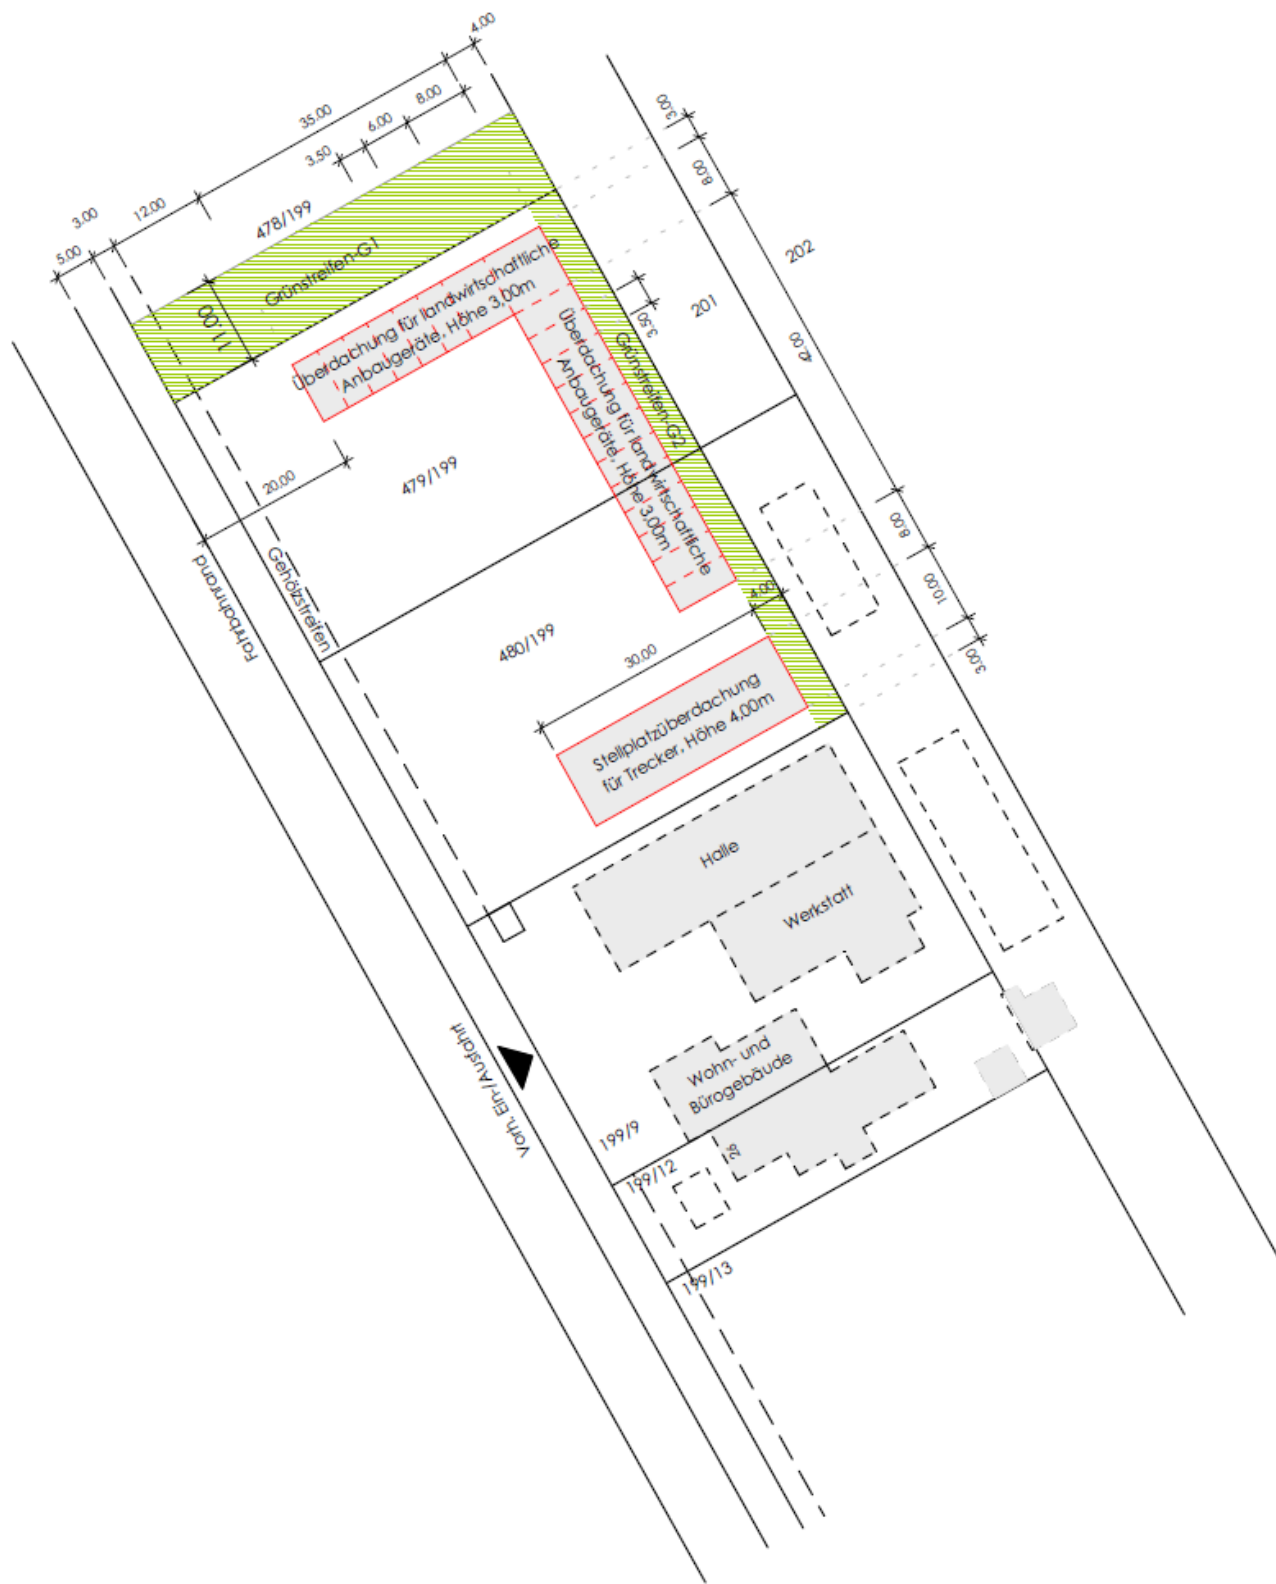 4.00
35.00
8.00
6.00
3.50
3.00
12.00
5.00
478/199
Grünstreifen-G1
11.00
3.00
8.00
202
201
3.50
42.00
Überdachung für landwirtschaftliche
Anbaugeräte, Höhe 3,00m
Überdachung für landwirtschaftliche
Anbaugeräte, Höhe 3,00m
Grünstreifen-G2
20.00
479/199
Fahrbahnrand
Gehölzstreifen
8.00
10.00
3.00
4.00
480/199
30.00
Stellplatzüberdachung
für Trecker, Höhe 4,00m
Halle
Werkstatt
Vorh. Ein-/Ausfahrt
Wohn- und
Bürogebäude
199/9
26
199/12
199/13